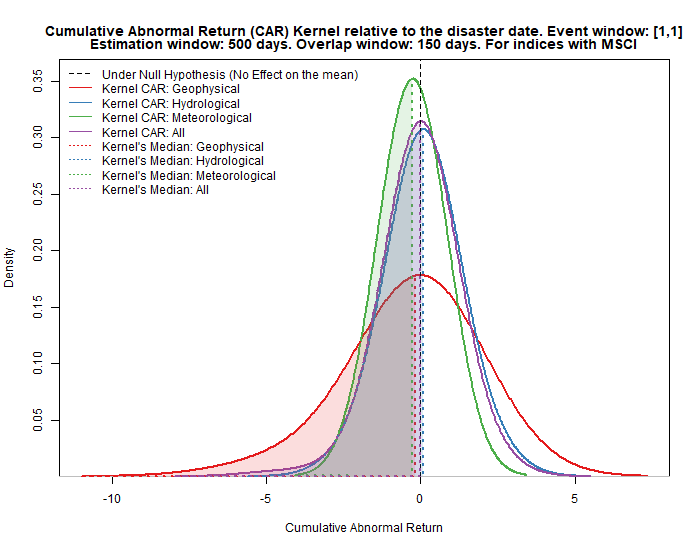 Cumulative Abnormal Return (CAR) Kernel relative to the disaster date. Event window: [1,1]
Estimation window: 500 days. Overlap window: 150 days. For indices with MSCI
Under Null Hypothesis (No Effect on the mean)
Kernel CAR: Geophysical
Kernel CAR: Hydrological
Kernel CAR: Meteorological
Kernel CAR: All
Kernel's Median: Geophysical
Kernel's Median: Hydrological
Kernel's Median: Meteorological
Kernel's Median: All
0.35
0.30
0.25
0.20
0.15
0.10
0.05
Density
-10 -5 0 5
Cumulative Abnormal Return